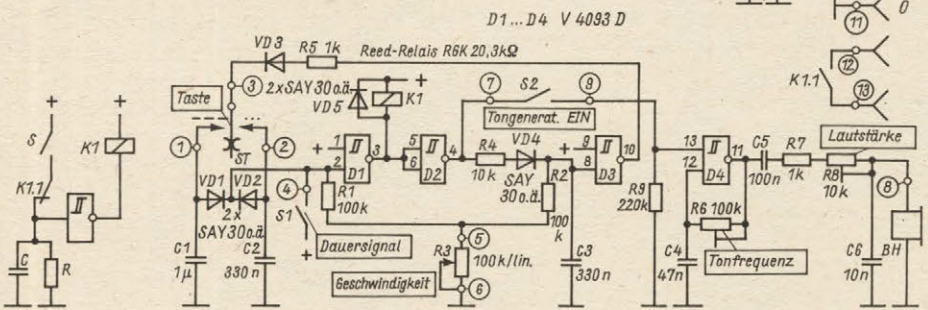 D1...D4 V 4093 D
11
0
VD3
R5 1k
Reed-Relais R6K 20,3kΩ
12
K1.1
13
+
+
S
K1
K1.1
C
R
Taste
3
2xSAY30 o.ä.
VD5
+
K1
7
S2
9
Tongenerat. EIN
1
ST
2
+
1
2
3
D1
5
6
4
D2
R4
10k
VD4
SAY
30 o.ä.
R2
+
9
8
10
D3
13
12
11
D4
C5
100n
R7
1k
Lautstärke
R8
10k
8
VD1
VD2
2x
SAY30 o.ä.
4
S1
+
R1
100k
100
k
R9
220k
R6 100k
Tonfrequenz
C1
1µ
C2
330n
Dauersignal
5
R3
100k/lin.
Geschwindigkeit
6
C3
330n
C4
47n
C6
10n
BH